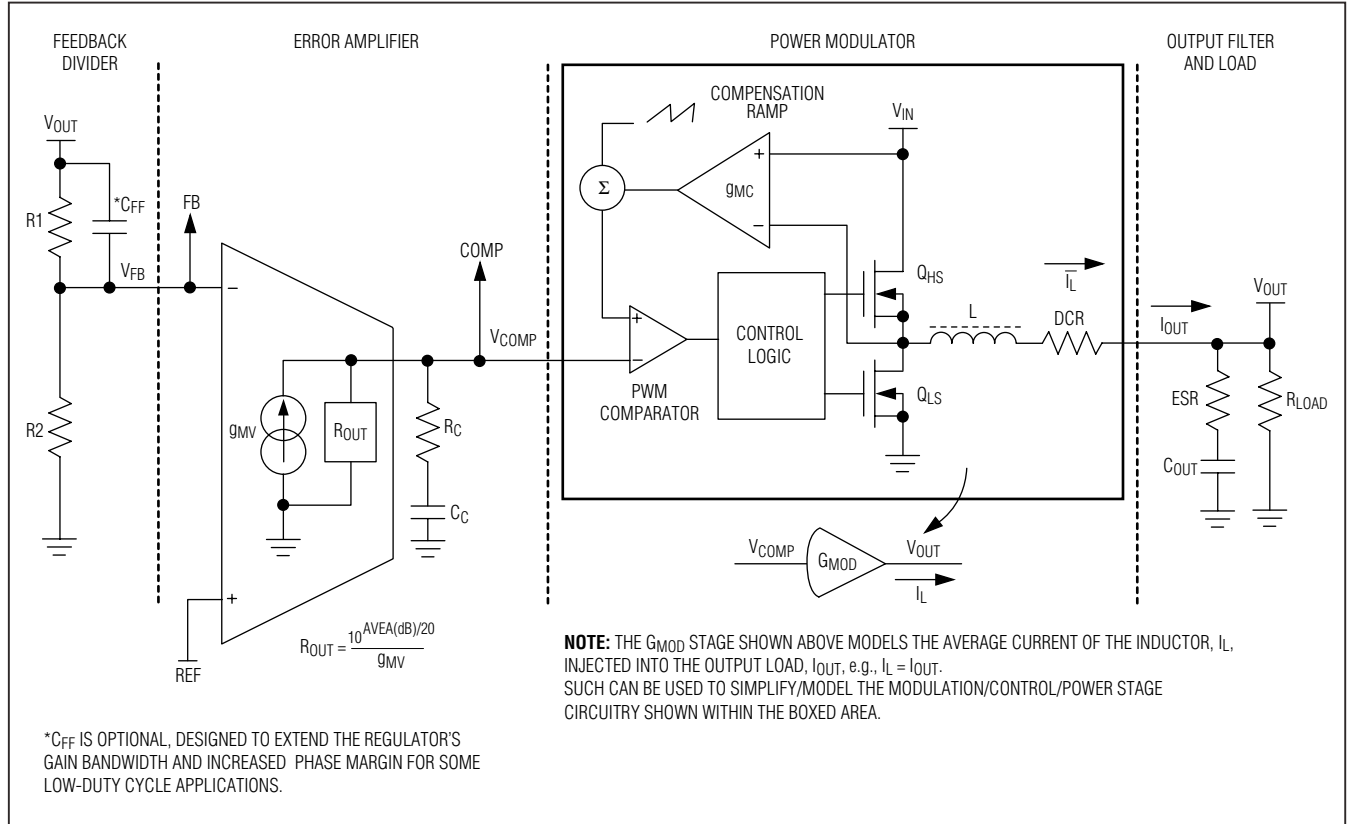 FEEDBACK
DIVIDER
ERROR AMPLIFIER
POWER MODULATOR
OUTPUT FILTER
AND LOAD
COMPENSATION
RAMP
VOUT
R1
*CFF
FB
VFB
R2
−
+
gMV
ROUT
REF
ROUT = 10^AVEA(dB)/20 / gMV
COMP
VCOMP
RC
CC
Σ
gMC
+
−
VIN
+
−
PWM
COMPARATOR
CONTROL
LOGIC
QHS
QLS
IL
L
DCR
IOUT
VOUT
ESR
COUT
RLOAD
VCOMP
GMOD
VOUT
IL
NOTE: THE GMOD STAGE SHOWN ABOVE MODELS THE AVERAGE CURRENT OF THE INDUCTOR, IL,
INJECTED INTO THE OUTPUT LOAD, IOUT, e.g., IL = IOUT.
SUCH CAN BE USED TO SIMPLIFY/MODEL THE MODULATION/CONTROL/POWER STAGE
CIRCUITRY SHOWN WITHIN THE BOXED AREA.
*CFF IS OPTIONAL, DESIGNED TO EXTEND THE REGULATOR'S
GAIN BANDWIDTH AND INCREASED PHASE MARGIN FOR SOME
LOW-DUTY CYCLE APPLICATIONS.